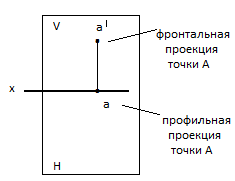 V
a'
фронтальная
проекция
точки А
x
a
профильная
проекция
точки А
H